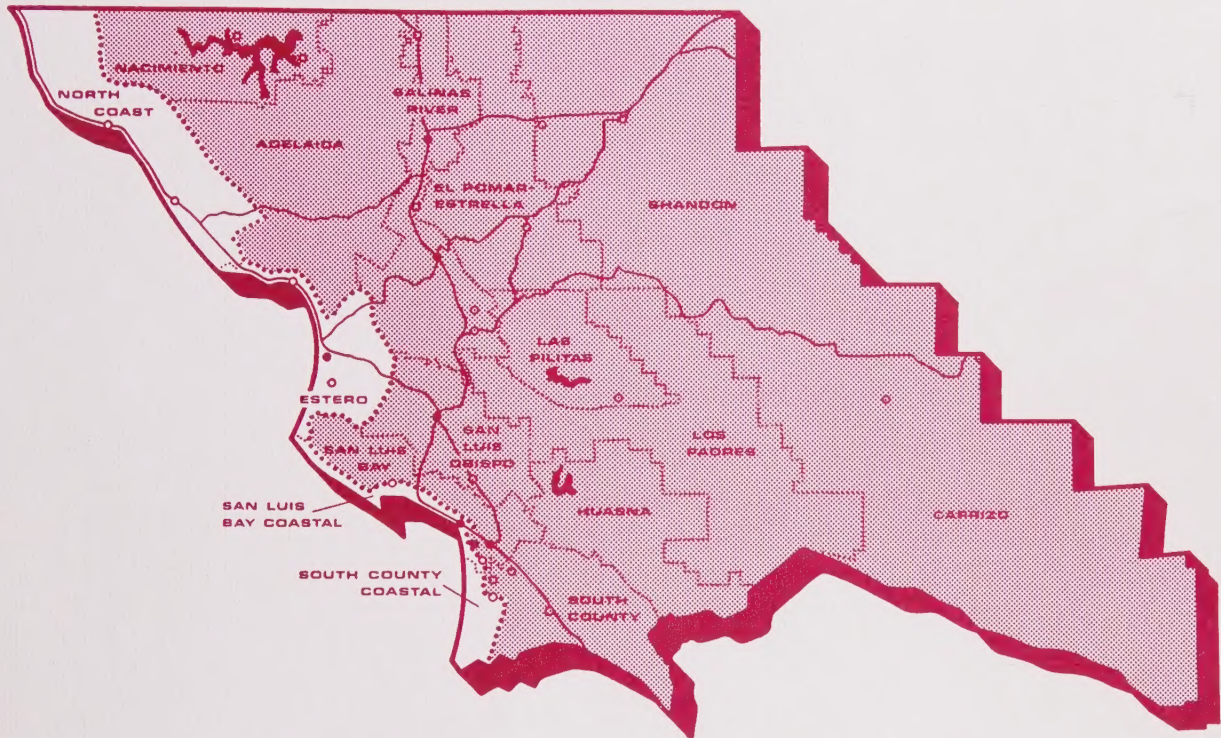 NACIMIENTO
NORTH
COAST
SALINAS
RIVER
ADELAIDA
EL POMAR-
ESTRELLA
SHANDON
LAS
PILITAS
ESTERO
SAN LUIS
BAY
SAN
LUIS
OBISPO
LOS
PADRES
SAN LUIS
BAY COASTAL
HUASNA
CARRIZO
SOUTH COUNTY
COASTAL
SOUTH
COUNTY